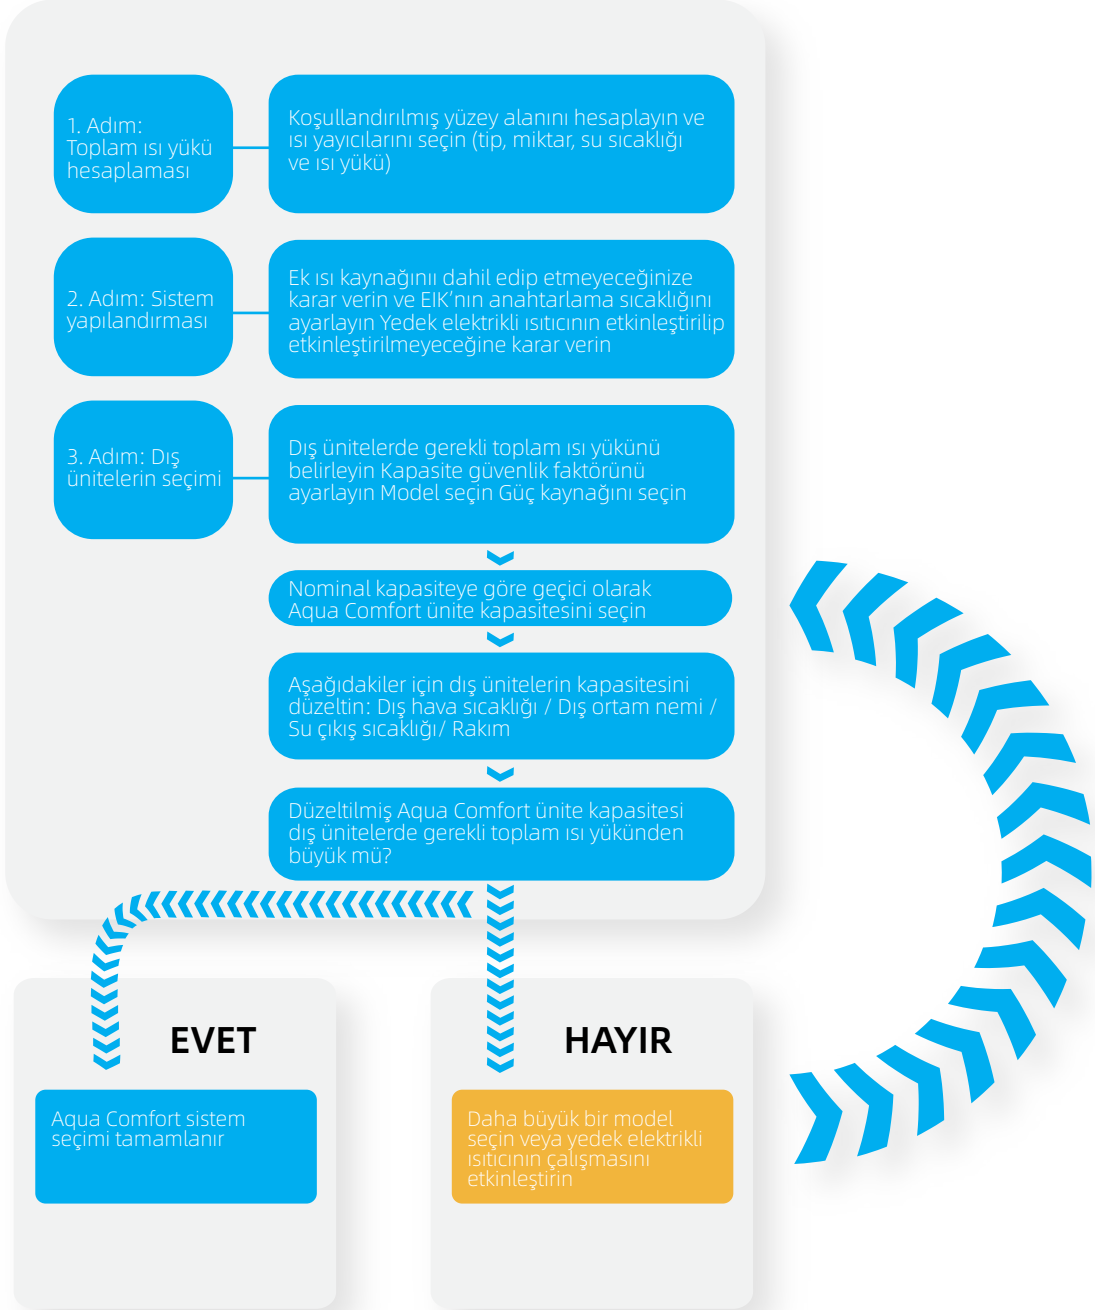 1. Adım:
Toplam ısı yükü
hesaplaması
Koşullandırılmış yüzey alanını hesaplayın ve
ısı yayıcılarını seçin (tip, miktar, su sıcaklığı
ve ısı yükü)
2. Adım: Sistem
yapılandırması
Ek ısı kaynağınıı dahil edip etmeyeceğinize
karar verin ve EIK’nın anahtarlama sıcaklığını
ayarlayın Yedek elektrikli ısıtıcının etkinleştirilip
etkinleştirilmeyeceğine karar verin
3. Adım: Dış
ünitelerin seçimi
Dış ünitelerde gerekli toplam ısı yükünü
belirleyin Kapasite güvenlik faktörünü
ayarlayın Model seçin Güç kaynağını seçin
Nominal kapasiteye göre geçici olarak
Aqua Comfort ünite kapasitesini seçin
Aşağıdakiler için dış ünitelerin kapasitesini
düzeltin: Dış hava sıcaklığı / Dış ortam nemi /
Su çıkış sıcaklığı/ Rakım
Düzeltilmiş Aqua Comfort ünite kapasitesi
dış ünitelerde gerekli toplam ısı yükünden
büyük mü?
EVET
Aqua Comfort sistem
seçimi tamamlanır
HAYIR
Daha büyük bir model
seçin veya yedek elektrikli
ısıtıcının çalışmasını
etkinleştirin